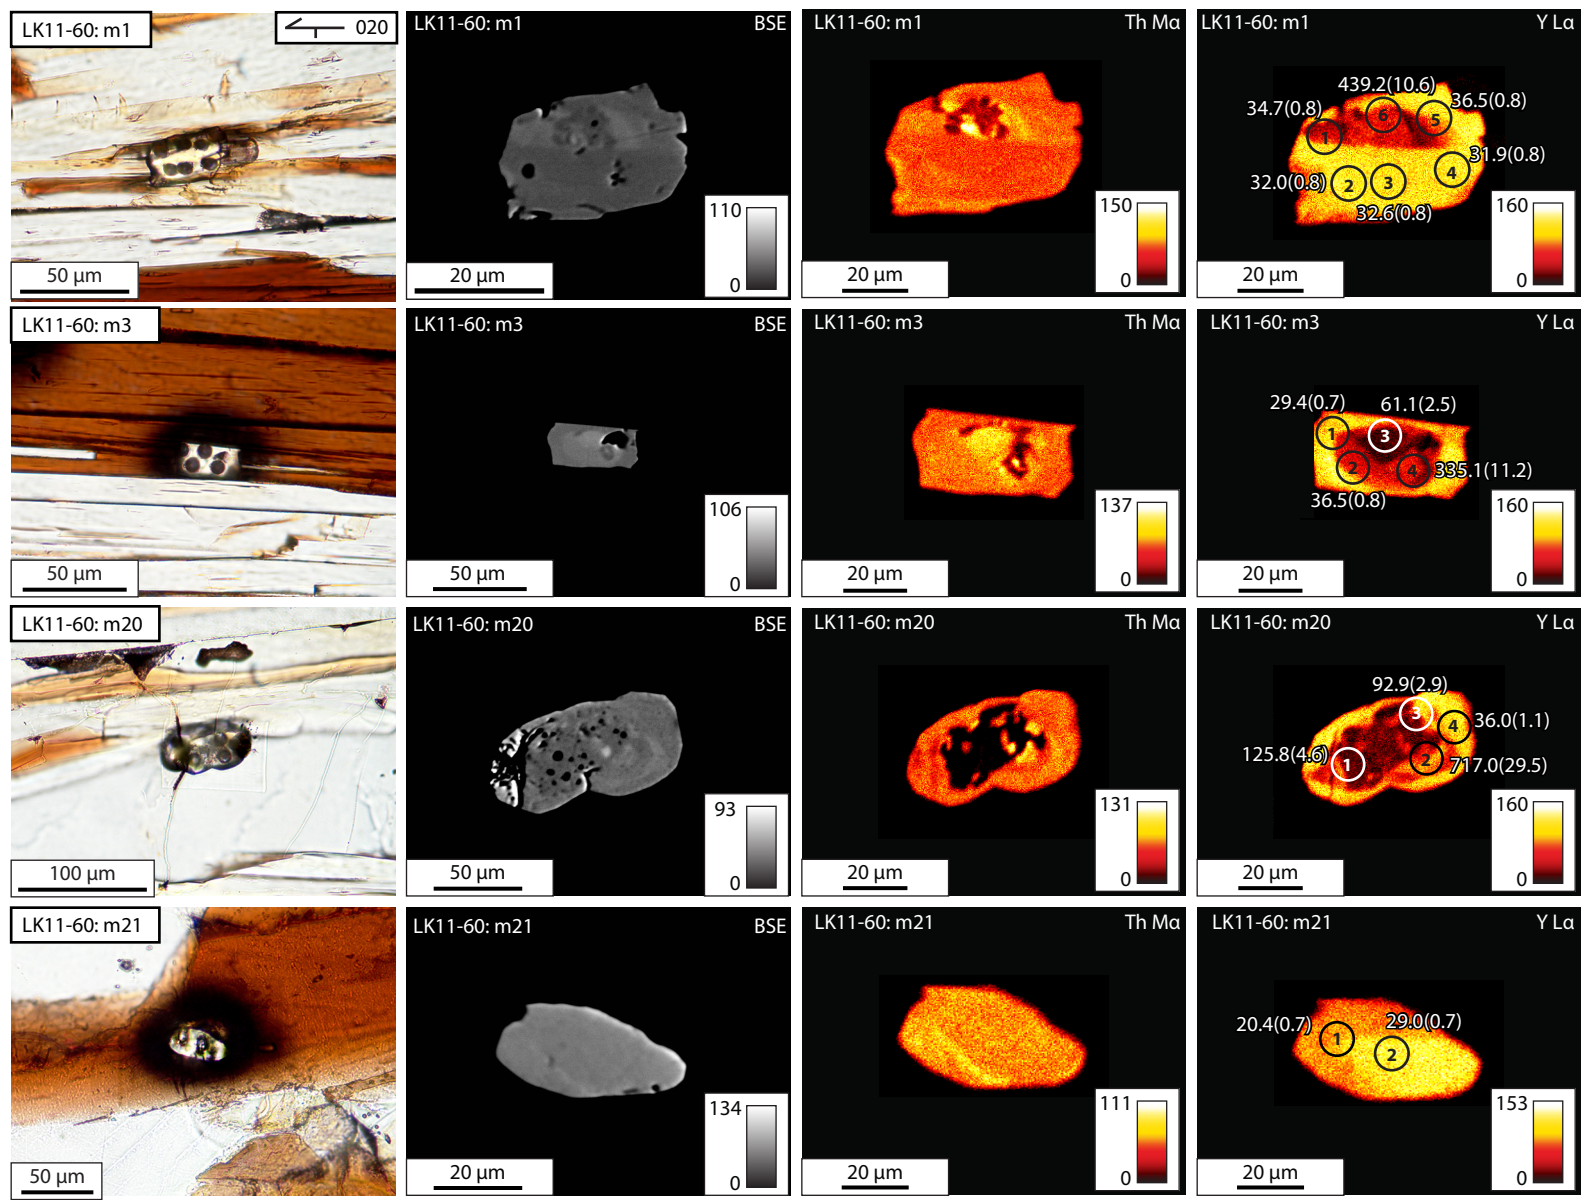 LK11-60: m1
020
50 µm
LK11-60: m1 BSE
110
0
20 µm
LK11-60: m1 Th Mα
150
0
20 µm
LK11-60: m1 Y Lα
439.2(10.6)
34.7(0.8)
36.5(0.8)
6
5
1
31.9(0.8)
4
32.0(0.8)
2
3
32.6(0.8)
160
0
20 µm
LK11-60: m3
50 µm
LK11-60: m3 BSE
106
0
50 µm
LK11-60: m3 Th Mα
137
0
20 µm
LK11-60: m3 Y Lα
29.4(0.7)
61.1(2.5)
1
3
2
4
335.1(11.2)
36.5(0.8)
160
0
20 µm
LK11-60: m20
100 µm
LK11-60: m20 BSE
93
0
50 µm
LK11-60: m20 Th Mα
131
0
20 µm
LK11-60: m20 Y Lα
92.9(2.9)
3
4
36.0(1.1)
125.8(4.6)
1
2
717.0(29.5)
160
0
20 µm
LK11-60: m21
50 µm
LK11-60: m21 BSE
134
0
20 µm
LK11-60: m21 Th Mα
111
0
20 µm
LK11-60: m21 Y Lα
20.4(0.7)
29.0(0.7)
1
2
153
0
20 µm